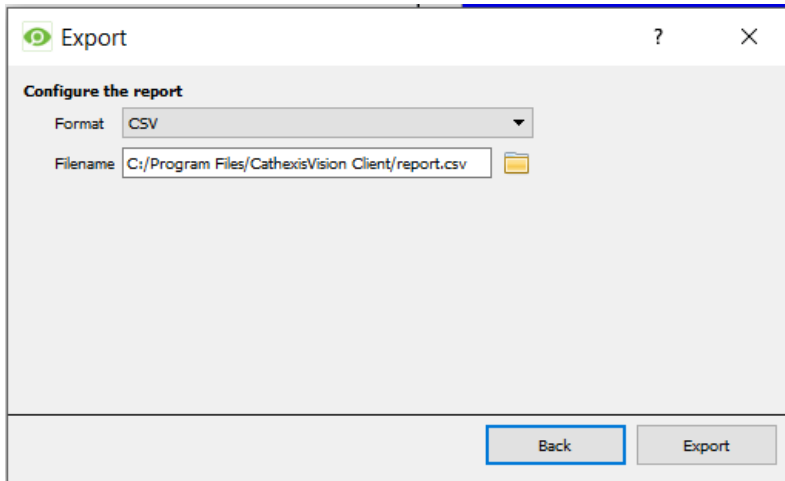 Export ?
Configure the report
Format CSV
Filename C:/Program Files/CathexisVision Client/report.csv
Back Export